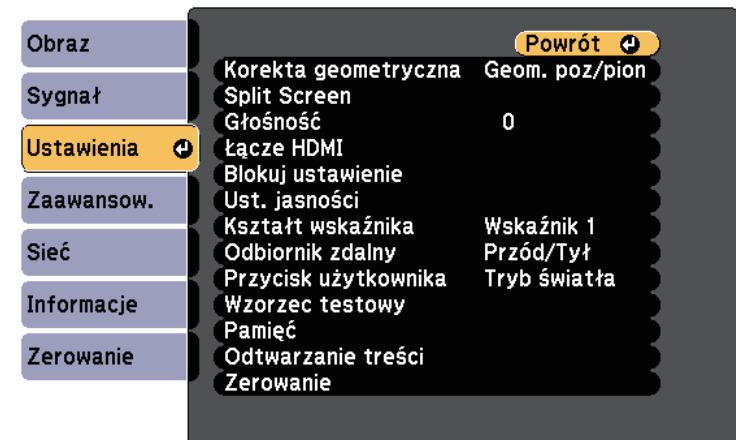 Obraz
Sygnał
Ustawienia
Zaawansow.
Sieć
Informacje
Zerowanie
Powrót
Korekta geometryczna Geom. poz/pion
Split Screen
Głośność 0
Łącze HDMI
Blokuj ustawienie
Ust. jasności
Kształt wskaźnika Wskaźnik 1
Odbiornik zdalny Przód/Tył
Przycisk użytkownika Tryb światła
Wzorzec testowy
Pamięć
Odtwarzanie treści
Zerowanie